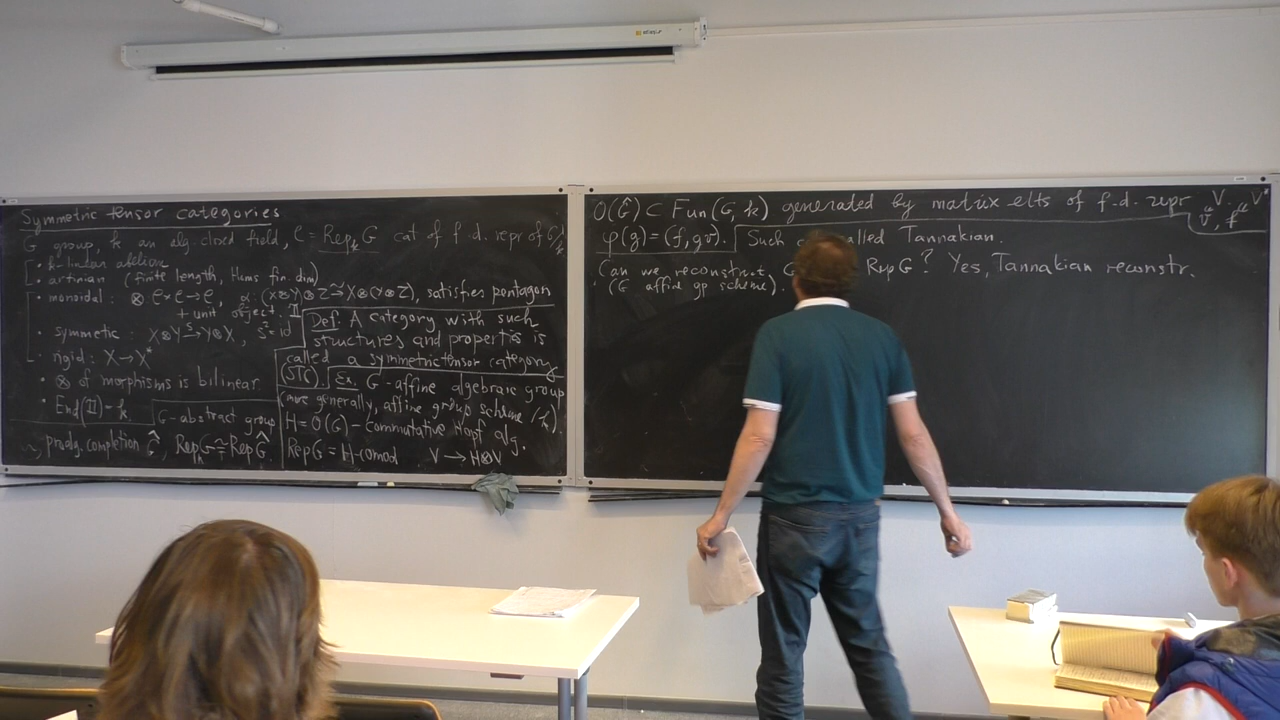 Symmetric tensor categories
G group, k an alg. closed field, C = Rep_k G cat of f.d. repr of G/k
• k-linear abelian
• artinian (finite length, Homs fin. dim)
• monoidal: ⊗ C×C→C, α: (X⊗Y)⊗Z ≅ X⊗(Y⊗Z), satisfies pentagon
+ unit object, 𝟙
• symmetric: X⊗Y →^S Y⊗X, S²=id
• rigid: X→X*
• ⊗ of morphisms is bilinear
• End(𝟙)=k
Def. A category with such
structures and properties is
called a symmetric tensor category
(STC).
Ex. G-affine algebraic group
(more generally, affine group scheme /k).
H = O(G) - Commutative Hopf alg.
Rep G = H-comod V → H⊗V
G-abstract group
⤳ proalg. completion Ĝ, Rep_k G ≅ Rep Ĝ
O(Ĝ) ⊂ Fun(G, k) generated by matrix elts of f.d. repr V. V*
v, f
φ(g) = (f, gv).
Such called Tannakian.
Can we reconstruct G Rep G? Yes, Tannakian reconstr.
(G affine gp scheme).